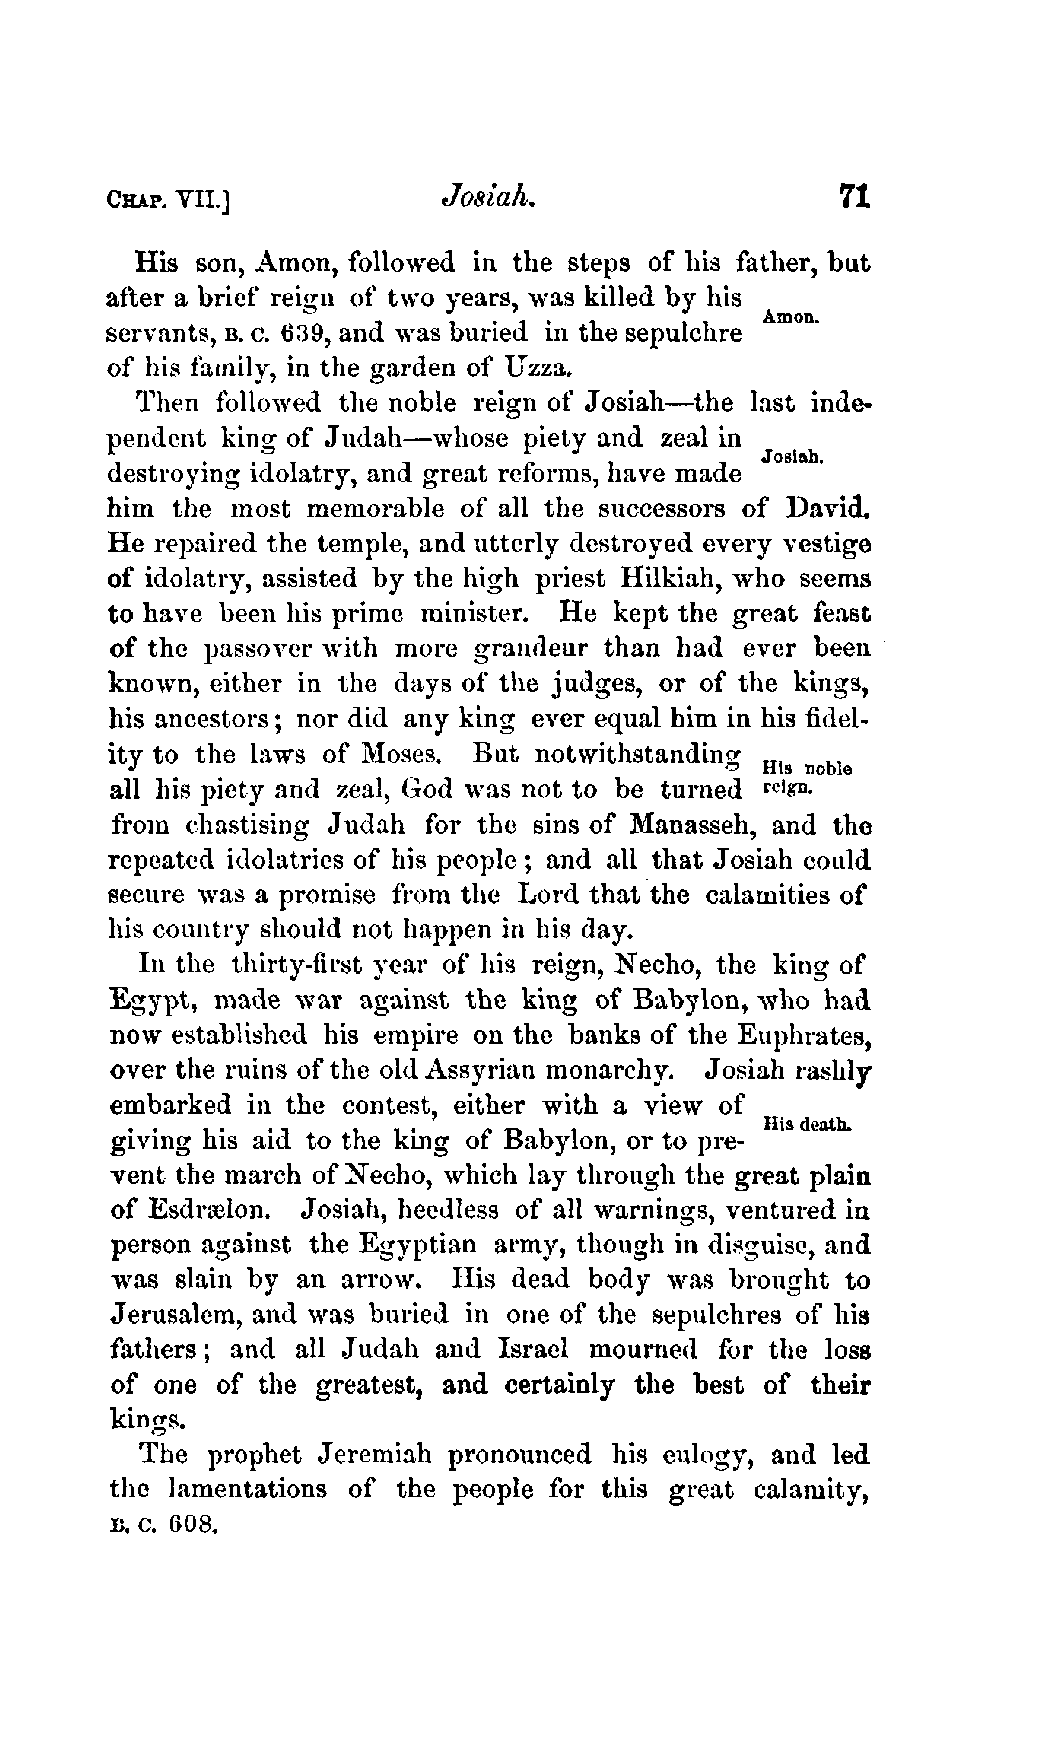 CHAP. VII.] Josiah. 71
His son, Amon, followed in the steps of his father, but
after a brief reign of two years, was killed by his
Amon.
servants, B. C. 639, and was buried in the sepulchre
of his family, in the garden of Uzza.
Then followed the noble reign of Josiah—the last inde-
pendent king of Judah—whose piety and zeal in
Josiah.
destroying idolatry, and great reforms, have made
him the most memorable of all the successors of David.
He repaired the temple, and utterly destroyed every vestige
of idolatry, assisted by the high priest Hilkiah, who seems
to have been his prime minister. He kept the great feast
of the passover with more grandeur than had ever been
known, either in the days of the judges, or of the kings,
his ancestors; nor did any king ever equal him in his fidel-
ity to the laws of Moses. But notwithstanding
His noble
all his piety and zeal, God was not to be turned
reign.
from chastising Judah for the sins of Manasseh, and the
repeated idolatries of his people; and all that Josiah could
secure was a promise from the Lord that the calamities of
his country should not happen in his day.
In the thirty-first year of his reign, Necho, the king of
Egypt, made war against the king of Babylon, who had
now established his empire on the banks of the Euphrates,
over the ruins of the old Assyrian monarchy. Josiah rashly
embarked in the contest, either with a view of
His death.
giving his aid to the king of Babylon, or to pre-
vent the march of Necho, which lay through the great plain
of Esdrælon. Josiah, heedless of all warnings, ventured in
person against the Egyptian army, though in disguise, and
was slain by an arrow. His dead body was brought to
Jerusalem, and was buried in one of the sepulchres of his
fathers; and all Judah and Israel mourned for the loss
of one of the greatest, and certainly the best of their
kings.
The prophet Jeremiah pronounced his eulogy, and led
the lamentations of the people for this great calamity,
B. C. 608.